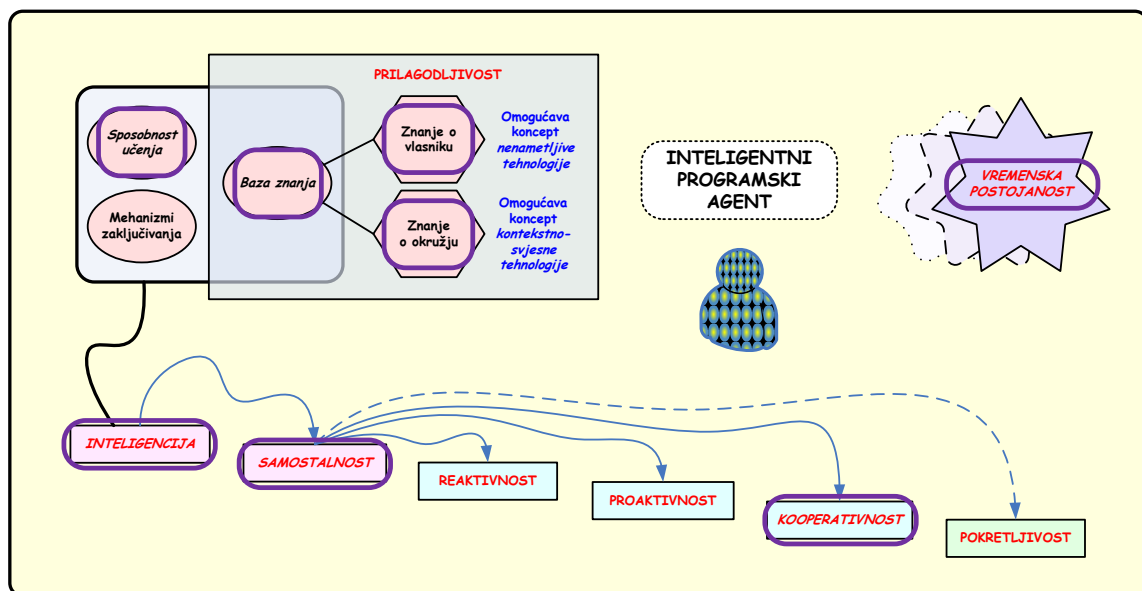 PRILAGODLJIVOST
Sposobnost
učenja
Mehanizmi
zaključivanja
Baza znanja
Znanje o
vlasniku
Omogućava
koncept
nenametljive
tehnologije
Znanje
o okružju
Omogućava
koncept
kontekstno-
svjesne
tehnologije
INTELIGENTNI
PROGRAMSKI
AGENT
VREMENSKA
POSTOJANOST
INTELIGENCIJA
SAMOSTALNOST
REAKTIVNOST
PROAKTIVNOST
KOOPERATIVNOST
POKRETLJIVOST